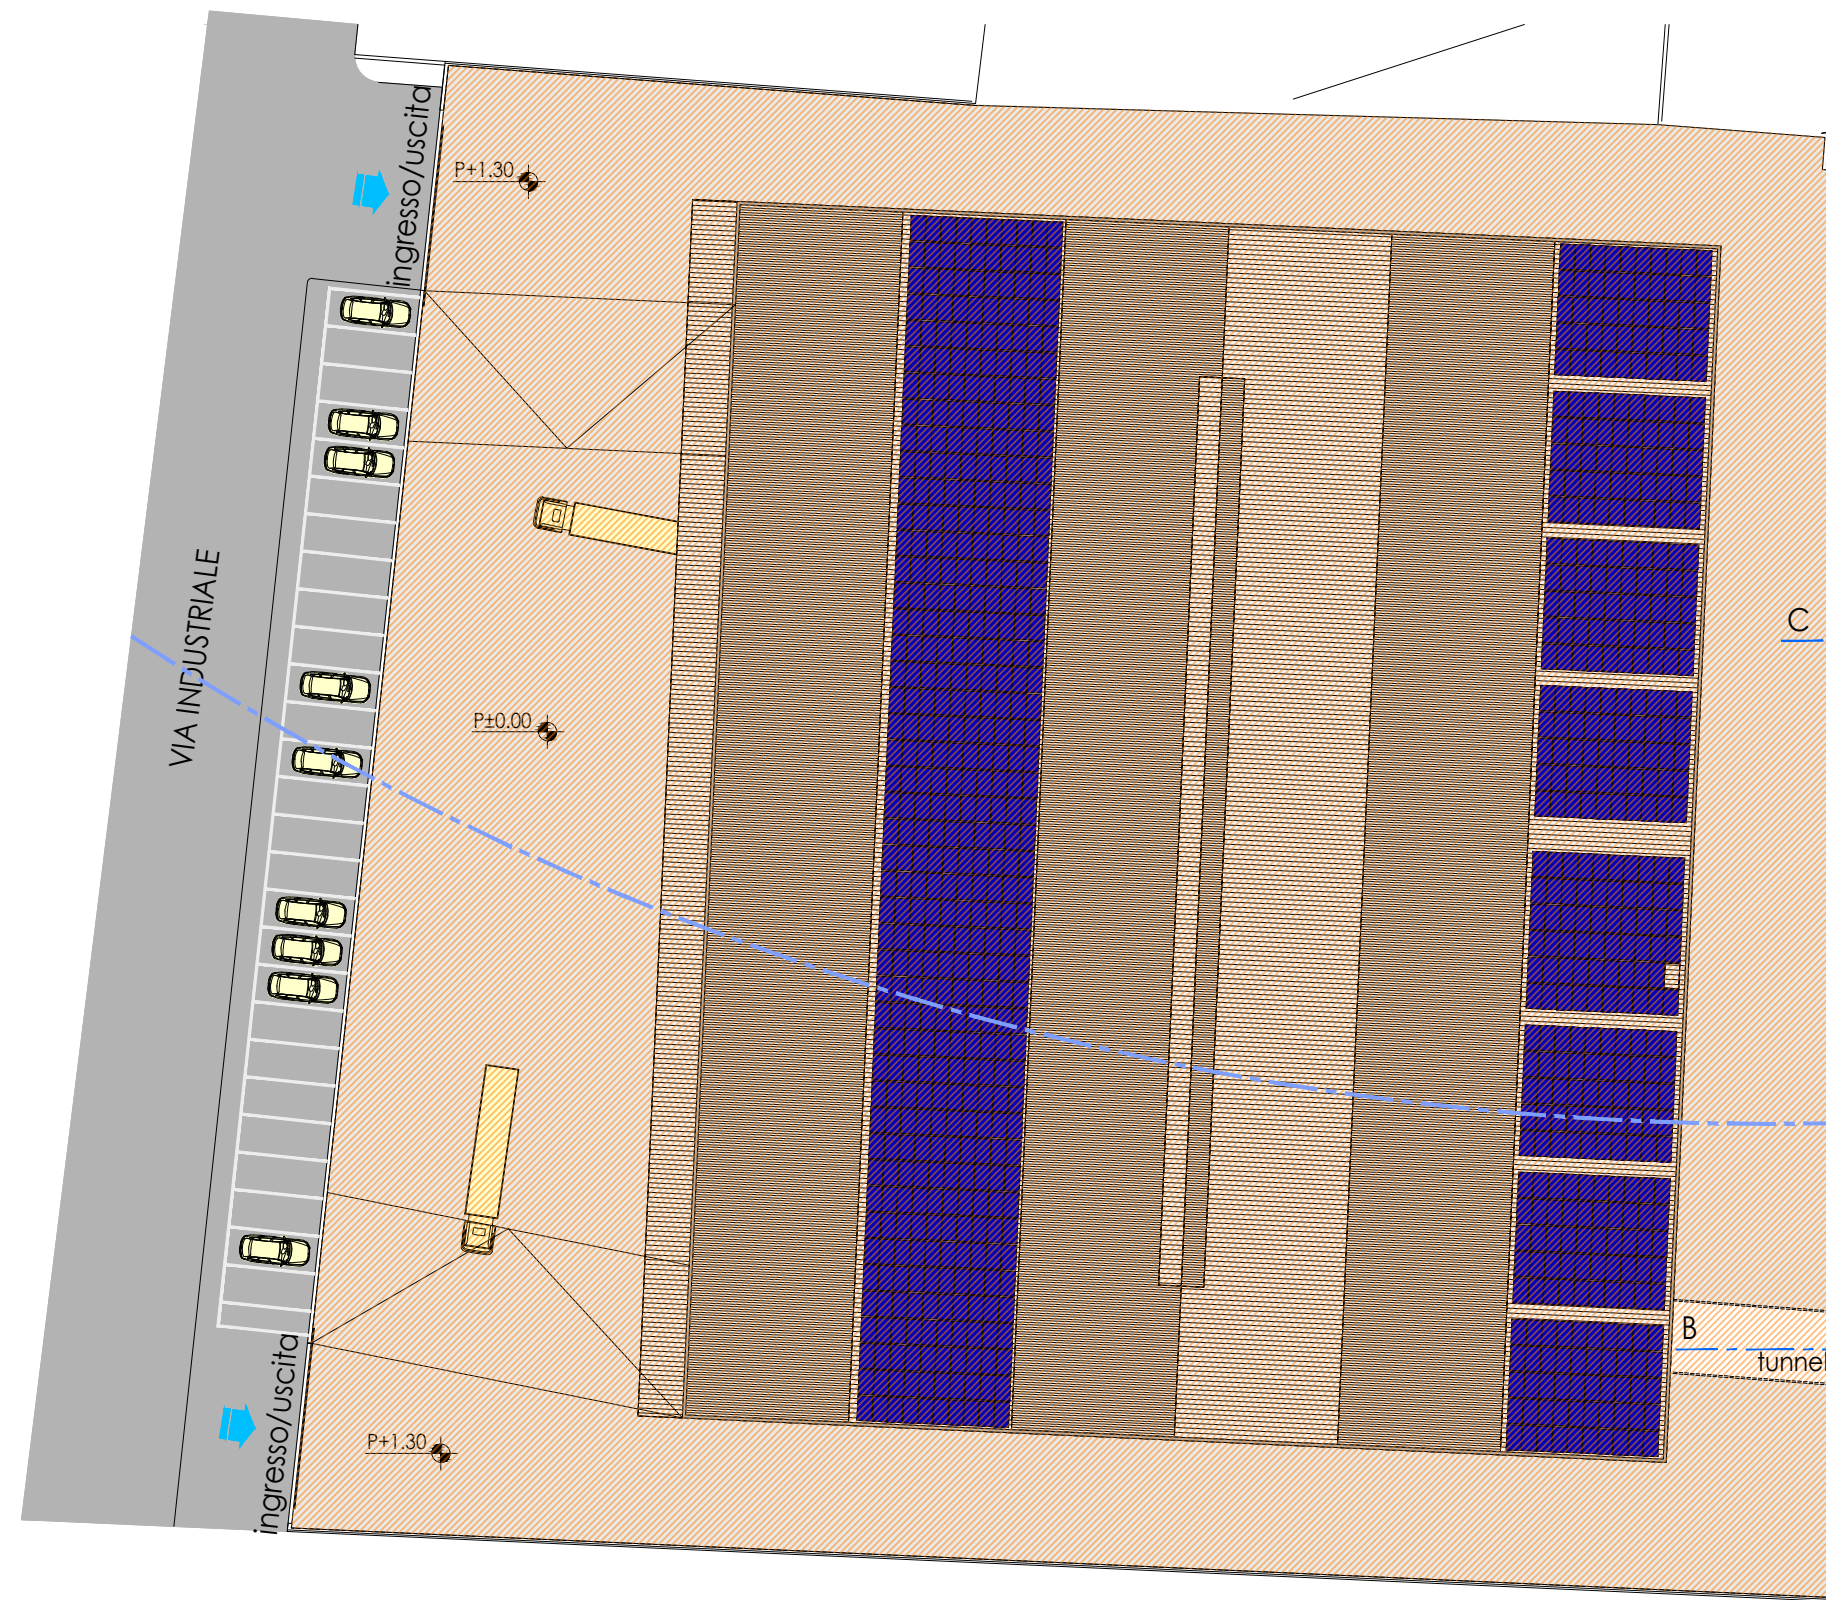 ingresso/uscita
P+1.30
VIA INDUSTRIALE
C
P±0.00
B
tunnel
ingresso/uscita
P+1.30